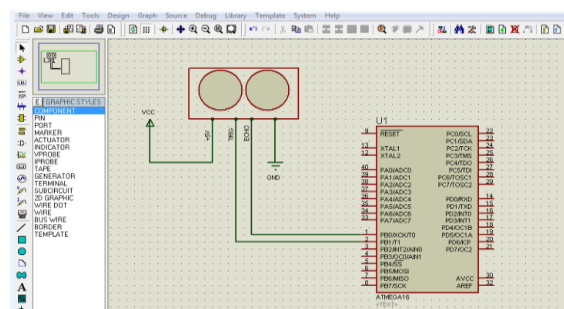 File View Edit Tools Design Graph Source Debug Library Template System Help
E GRAPHIC STYLES
COMPONENT
PIN
PORT
MARKER
ACTUATOR
INDICATOR
VPROBE
IPROBE
TAPE
GENERATOR
TERMINAL
SUBCIRCUIT
2D GRAPHIC
WIRE DOT
WIRE
BUS WIRE
BORDER
TEMPLATE
VCC
+5V
TRIG
ECHO
GND
U1
9 RESET
13 XTAL1
12 XTAL2
40 PA0/ADC0
39 PA1/ADC1
38 PA2/ADC2
37 PA3/ADC3
36 PA4/ADC4
35 PA5/ADC5
34 PA6/ADC6
33 PA7/ADC7
1 PB0/XCK/T0
2 PB1/T1
3 PB2/INT2/AIN0
4 PB3/OC0/AIN1
5 PB4/SS
6 PB5/MOSI
7 PB6/MISO
8 PB7/SCK
PC0/SCL 22
PC1/SDA 23
PC2/TCK 24
PC3/TMS 25
PC4/TDO 26
PC5/TDI 27
PC6/TOSC1 28
PC7/TOSC2 29
PD0/RXD 14
PD1/TXD 15
PD2/INT0 16
PD3/INT1 17
PD4/OC1B 18
PD5/OC1A 19
PD6/ICP 20
PD7/OC2 21
AVCC 30
AREF 32
ATMEGA16
<TEXT>
A